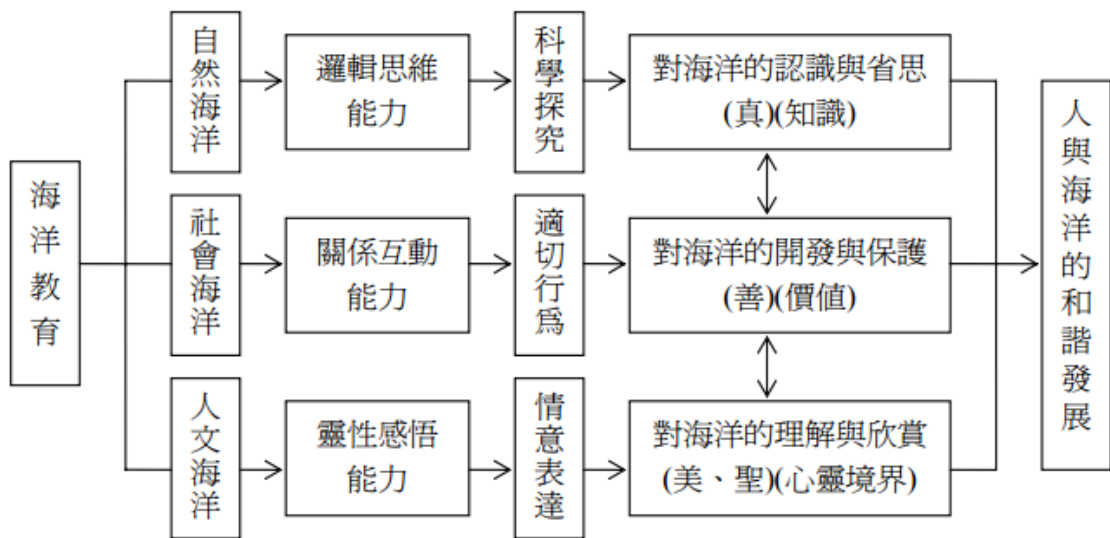 海洋教育
自然海洋
邏輯思維
能力
科學探究
對海洋的認識與省思
(真)(知識)
社會海洋
關係互動
能力
適切行為
對海洋的開發與保護
(善)(價值)
人文海洋
靈性感悟
能力
情意表達
對海洋的理解與欣賞
(美、聖)(心靈境界)
人與海洋的和諧發展